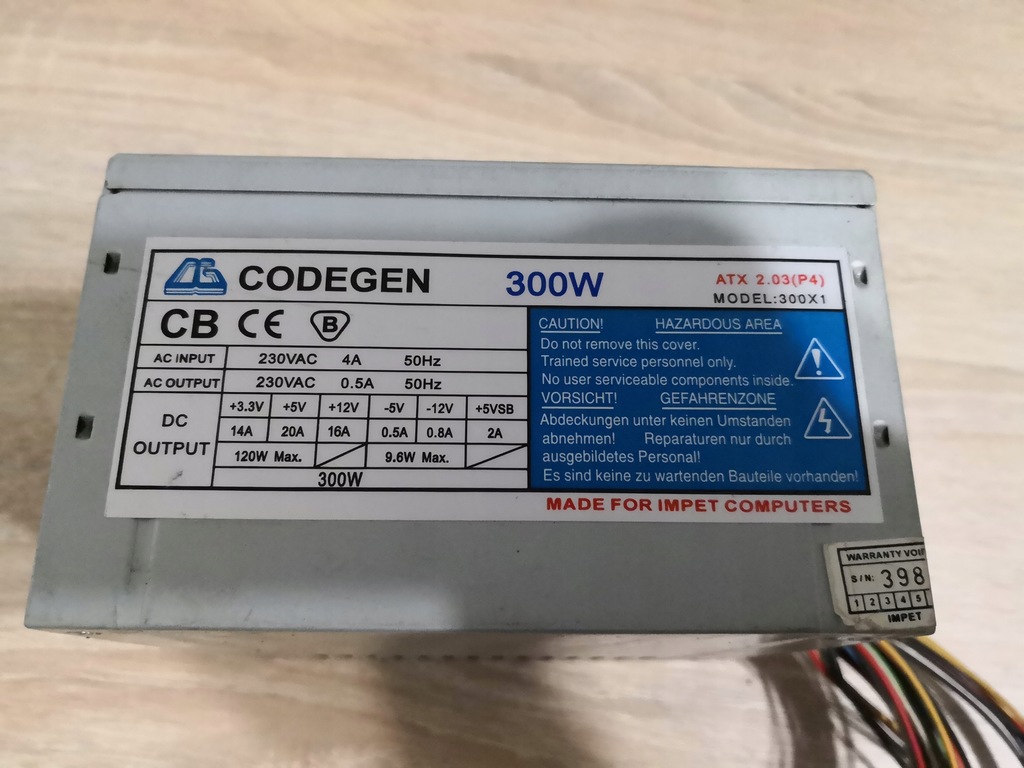 CG CODEGEN 300W ATX 2.03(P4)
MODEL:300X1
CB CE B
AC INPUT 230VAC 4A 50Hz
AC OUTPUT 230VAC 0.5A 50Hz
DC OUTPUT
+3.3V +5V +12V -5V -12V +5VSB
14A 20A 16A 0.5A 0.8A 2A
120W Max. 9.6W Max.
300W
CAUTION! HAZARDOUS AREA
Do not remove this cover.
Trained service personnel only.
No user serviceable components inside.
VORSICHT! GEFAHRENZONE
Abdeckungen unter keinen Umstanden
abnehmen! Reparaturen nur durch
ausgebildetes Personal!
Es sind keine zu wartenden Bauteile vorhanden!
MADE FOR IMPET COMPUTERS
WARRANTY
S/N: 398
1 2 3 4 5
IMPET